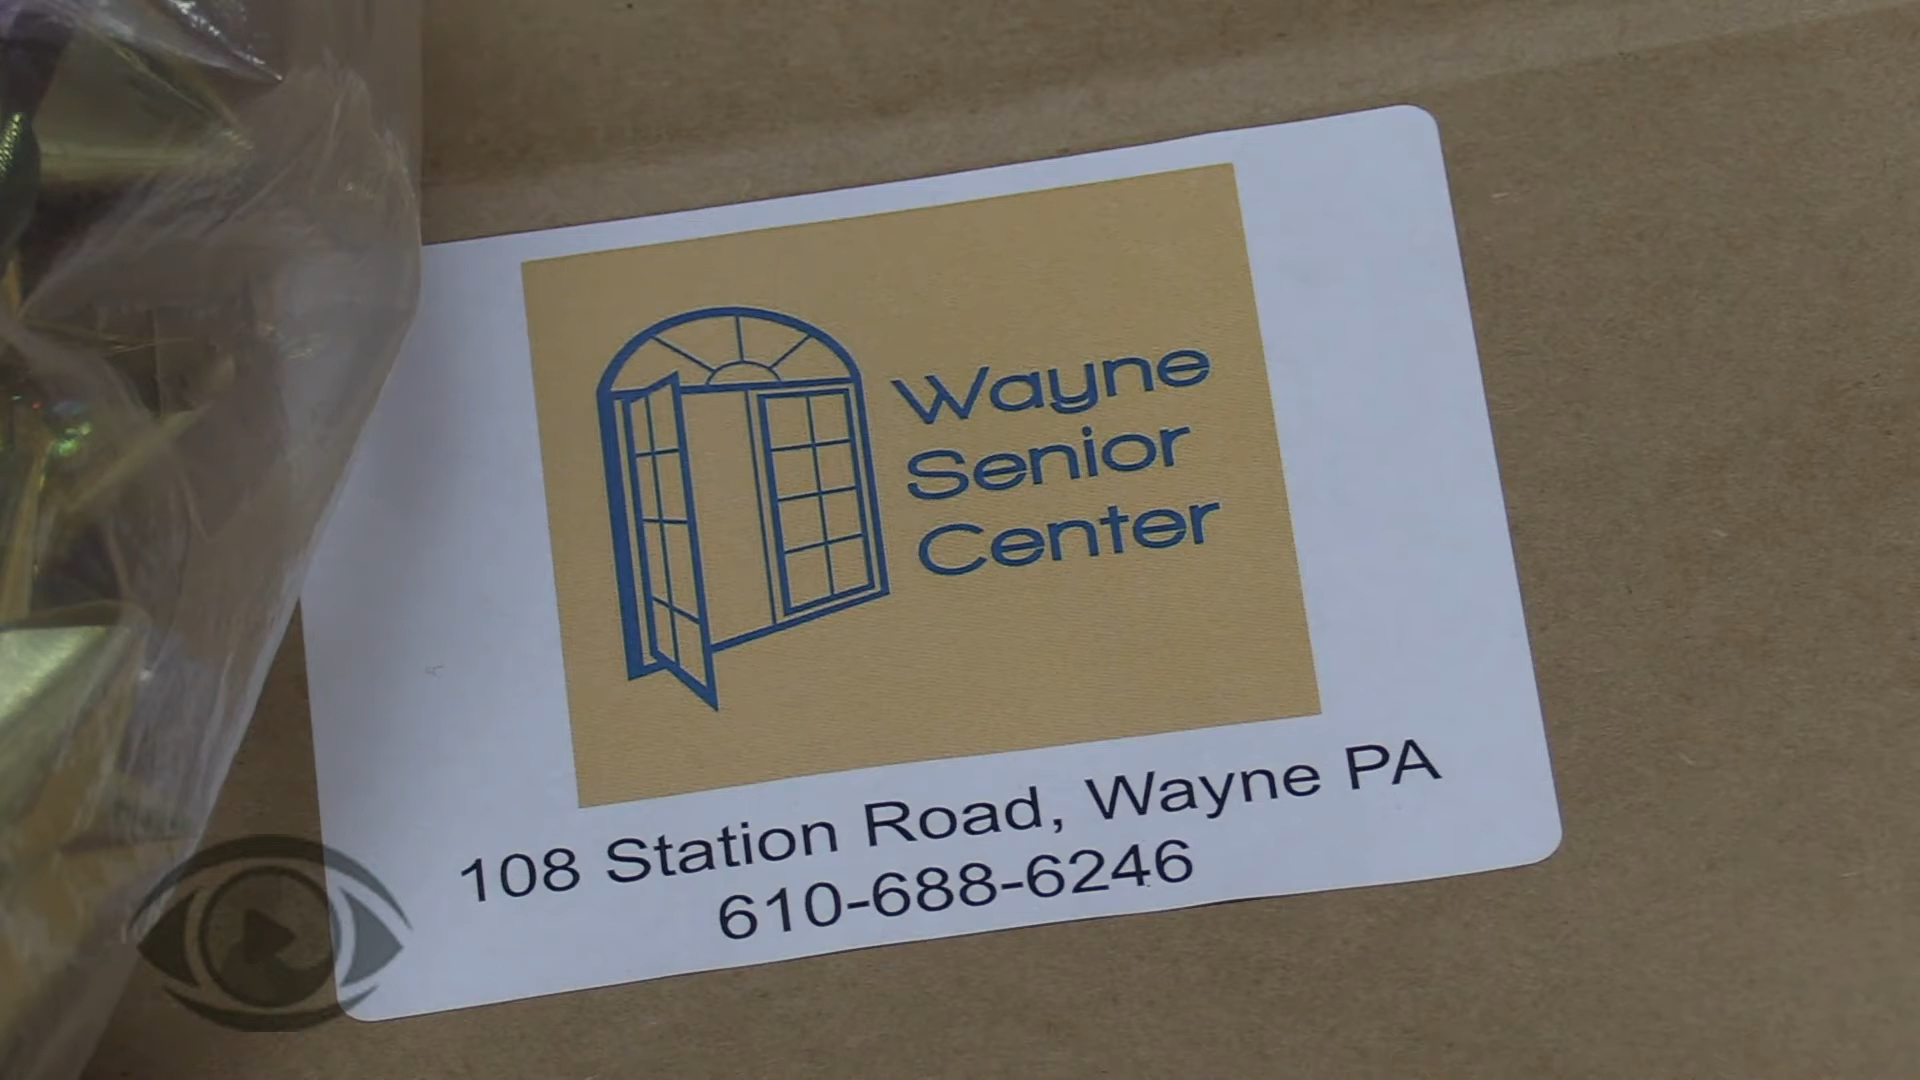 Wayne
Senior
Center
108 Station Road, Wayne PA
610-688-6246